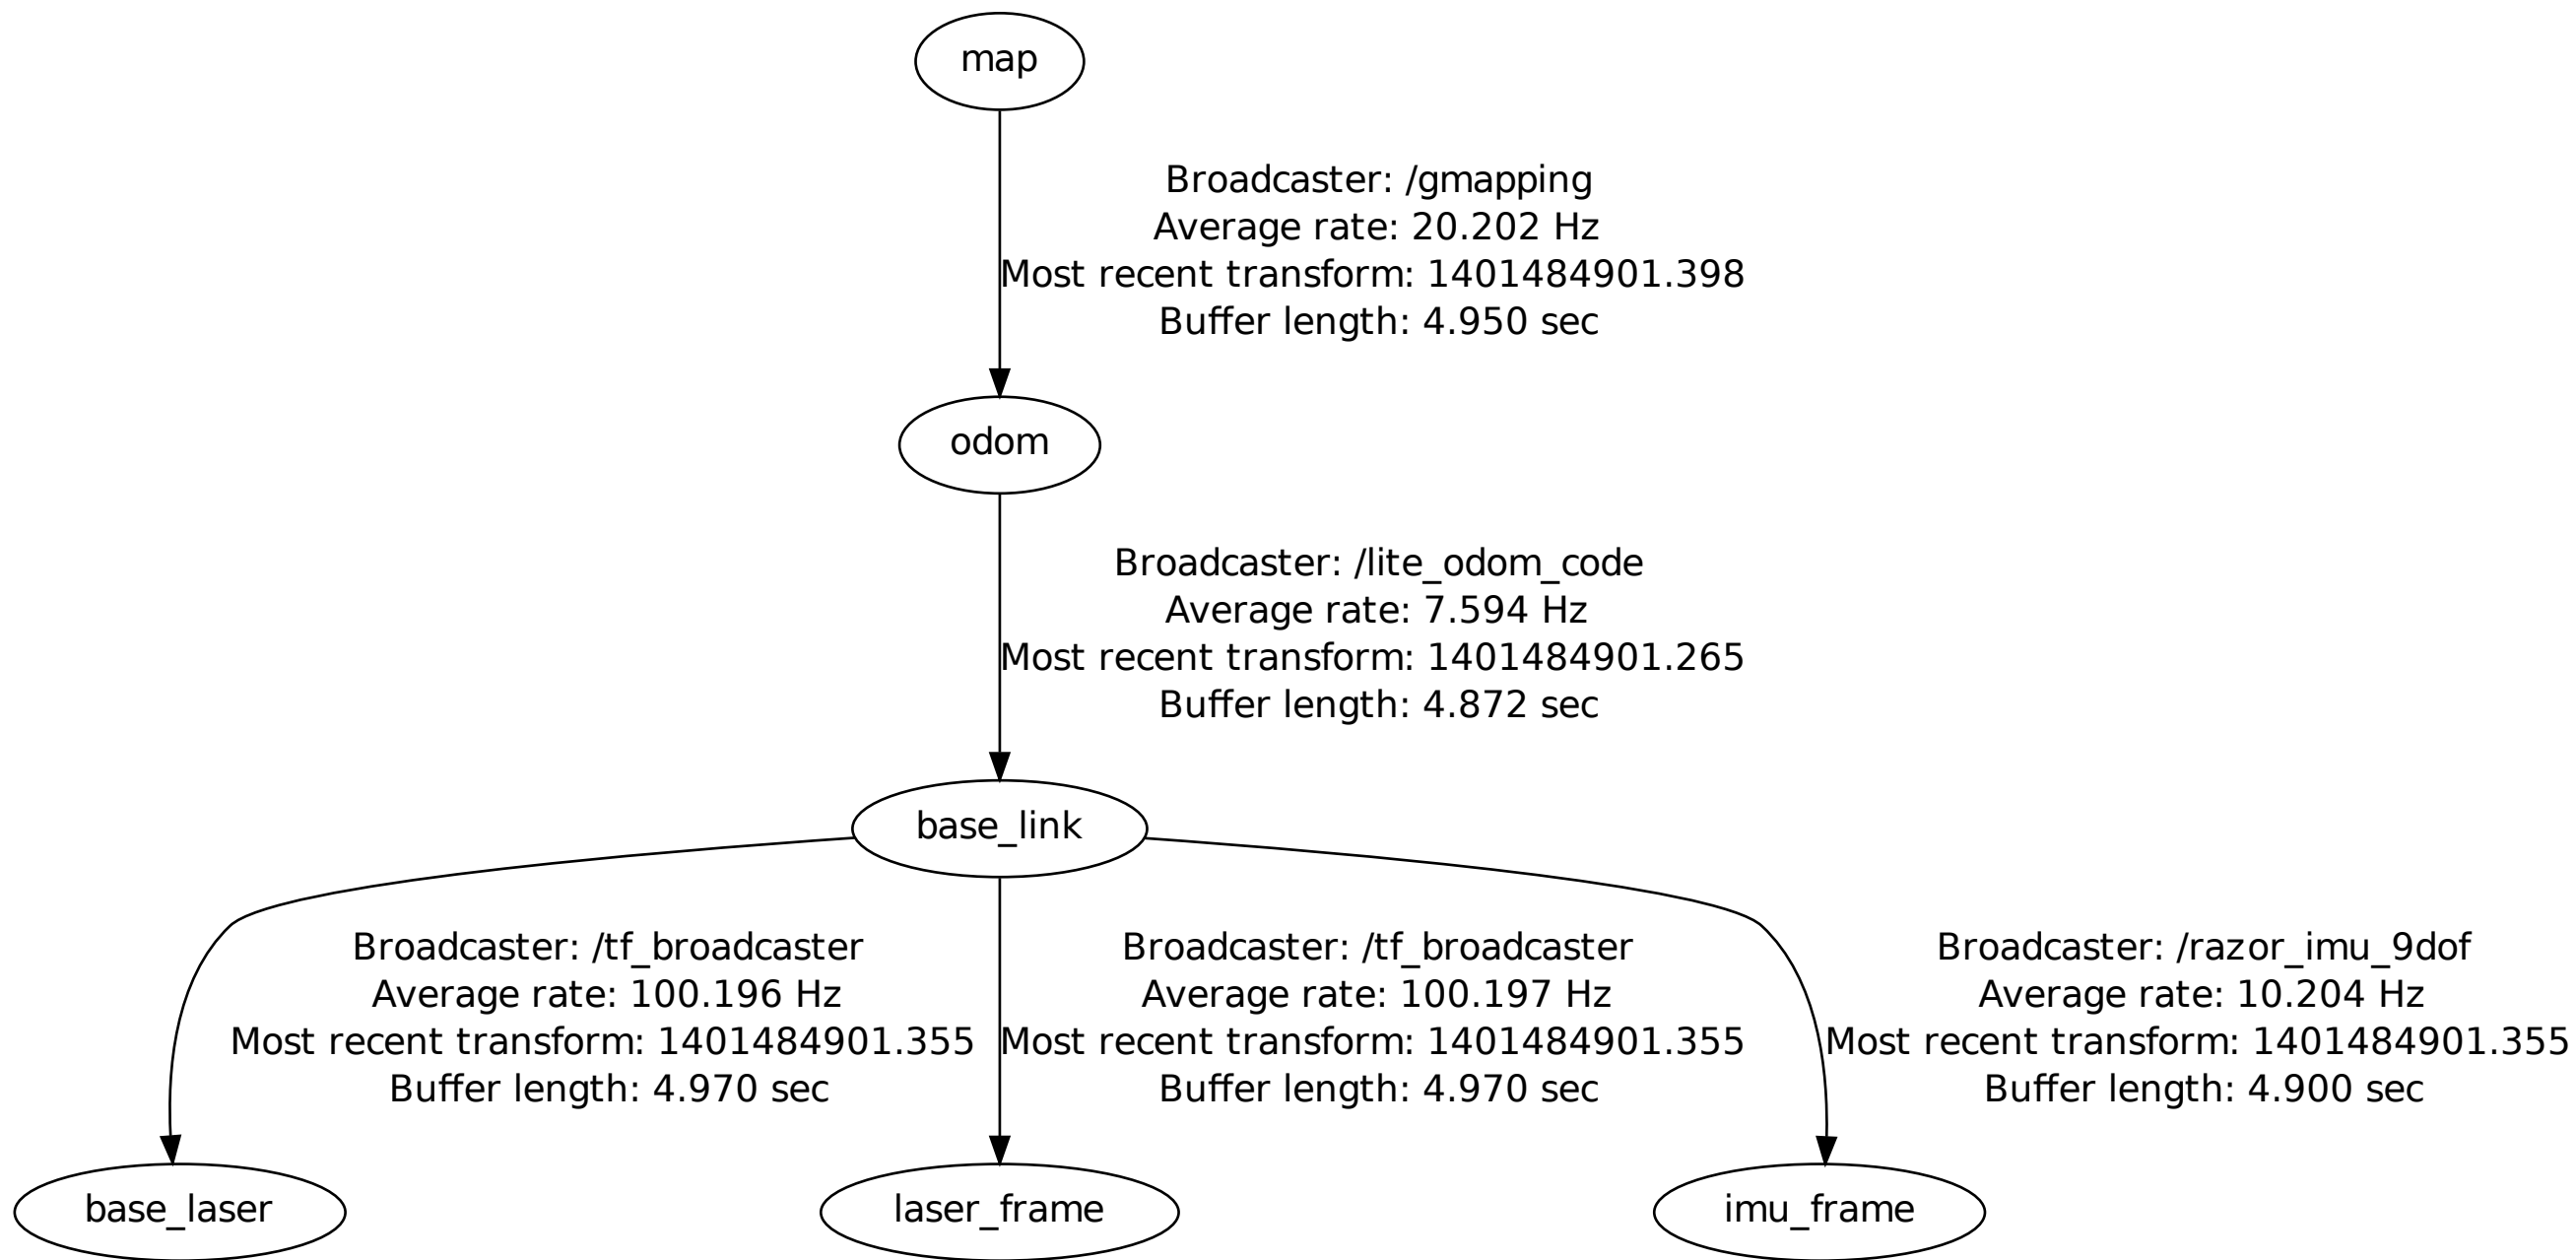 map
Broadcaster: /gmapping
Average rate: 20.202 Hz
Most recent transform: 1401484901.398
Buffer length: 4.950 sec
odom
Broadcaster: /lite_odom_code
Average rate: 7.594 Hz
Most recent transform: 1401484901.265
Buffer length: 4.872 sec
base_link
Broadcaster: /tf_broadcaster
Average rate: 100.196 Hz
Most recent transform: 1401484901.355
Buffer length: 4.970 sec
Broadcaster: /tf_broadcaster
Average rate: 100.197 Hz
Most recent transform: 1401484901.355
Buffer length: 4.970 sec
Broadcaster: /razor_imu_9dof
Average rate: 10.204 Hz
Most recent transform: 1401484901.355
Buffer length: 4.900 sec
base_laser
laser_frame
imu_frame